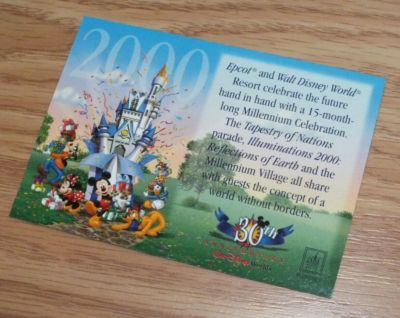 2000
Epcot® and Walt Disney World®
Resort celebrate the future
hand in hand with a 15-month-
long Millennium Celebration.
The Tapestry of Nations
parade, Illuminations 2000:
Reflections of Earth and the
Millennium Village all share
with guests the concept of a
world without borders.
30th